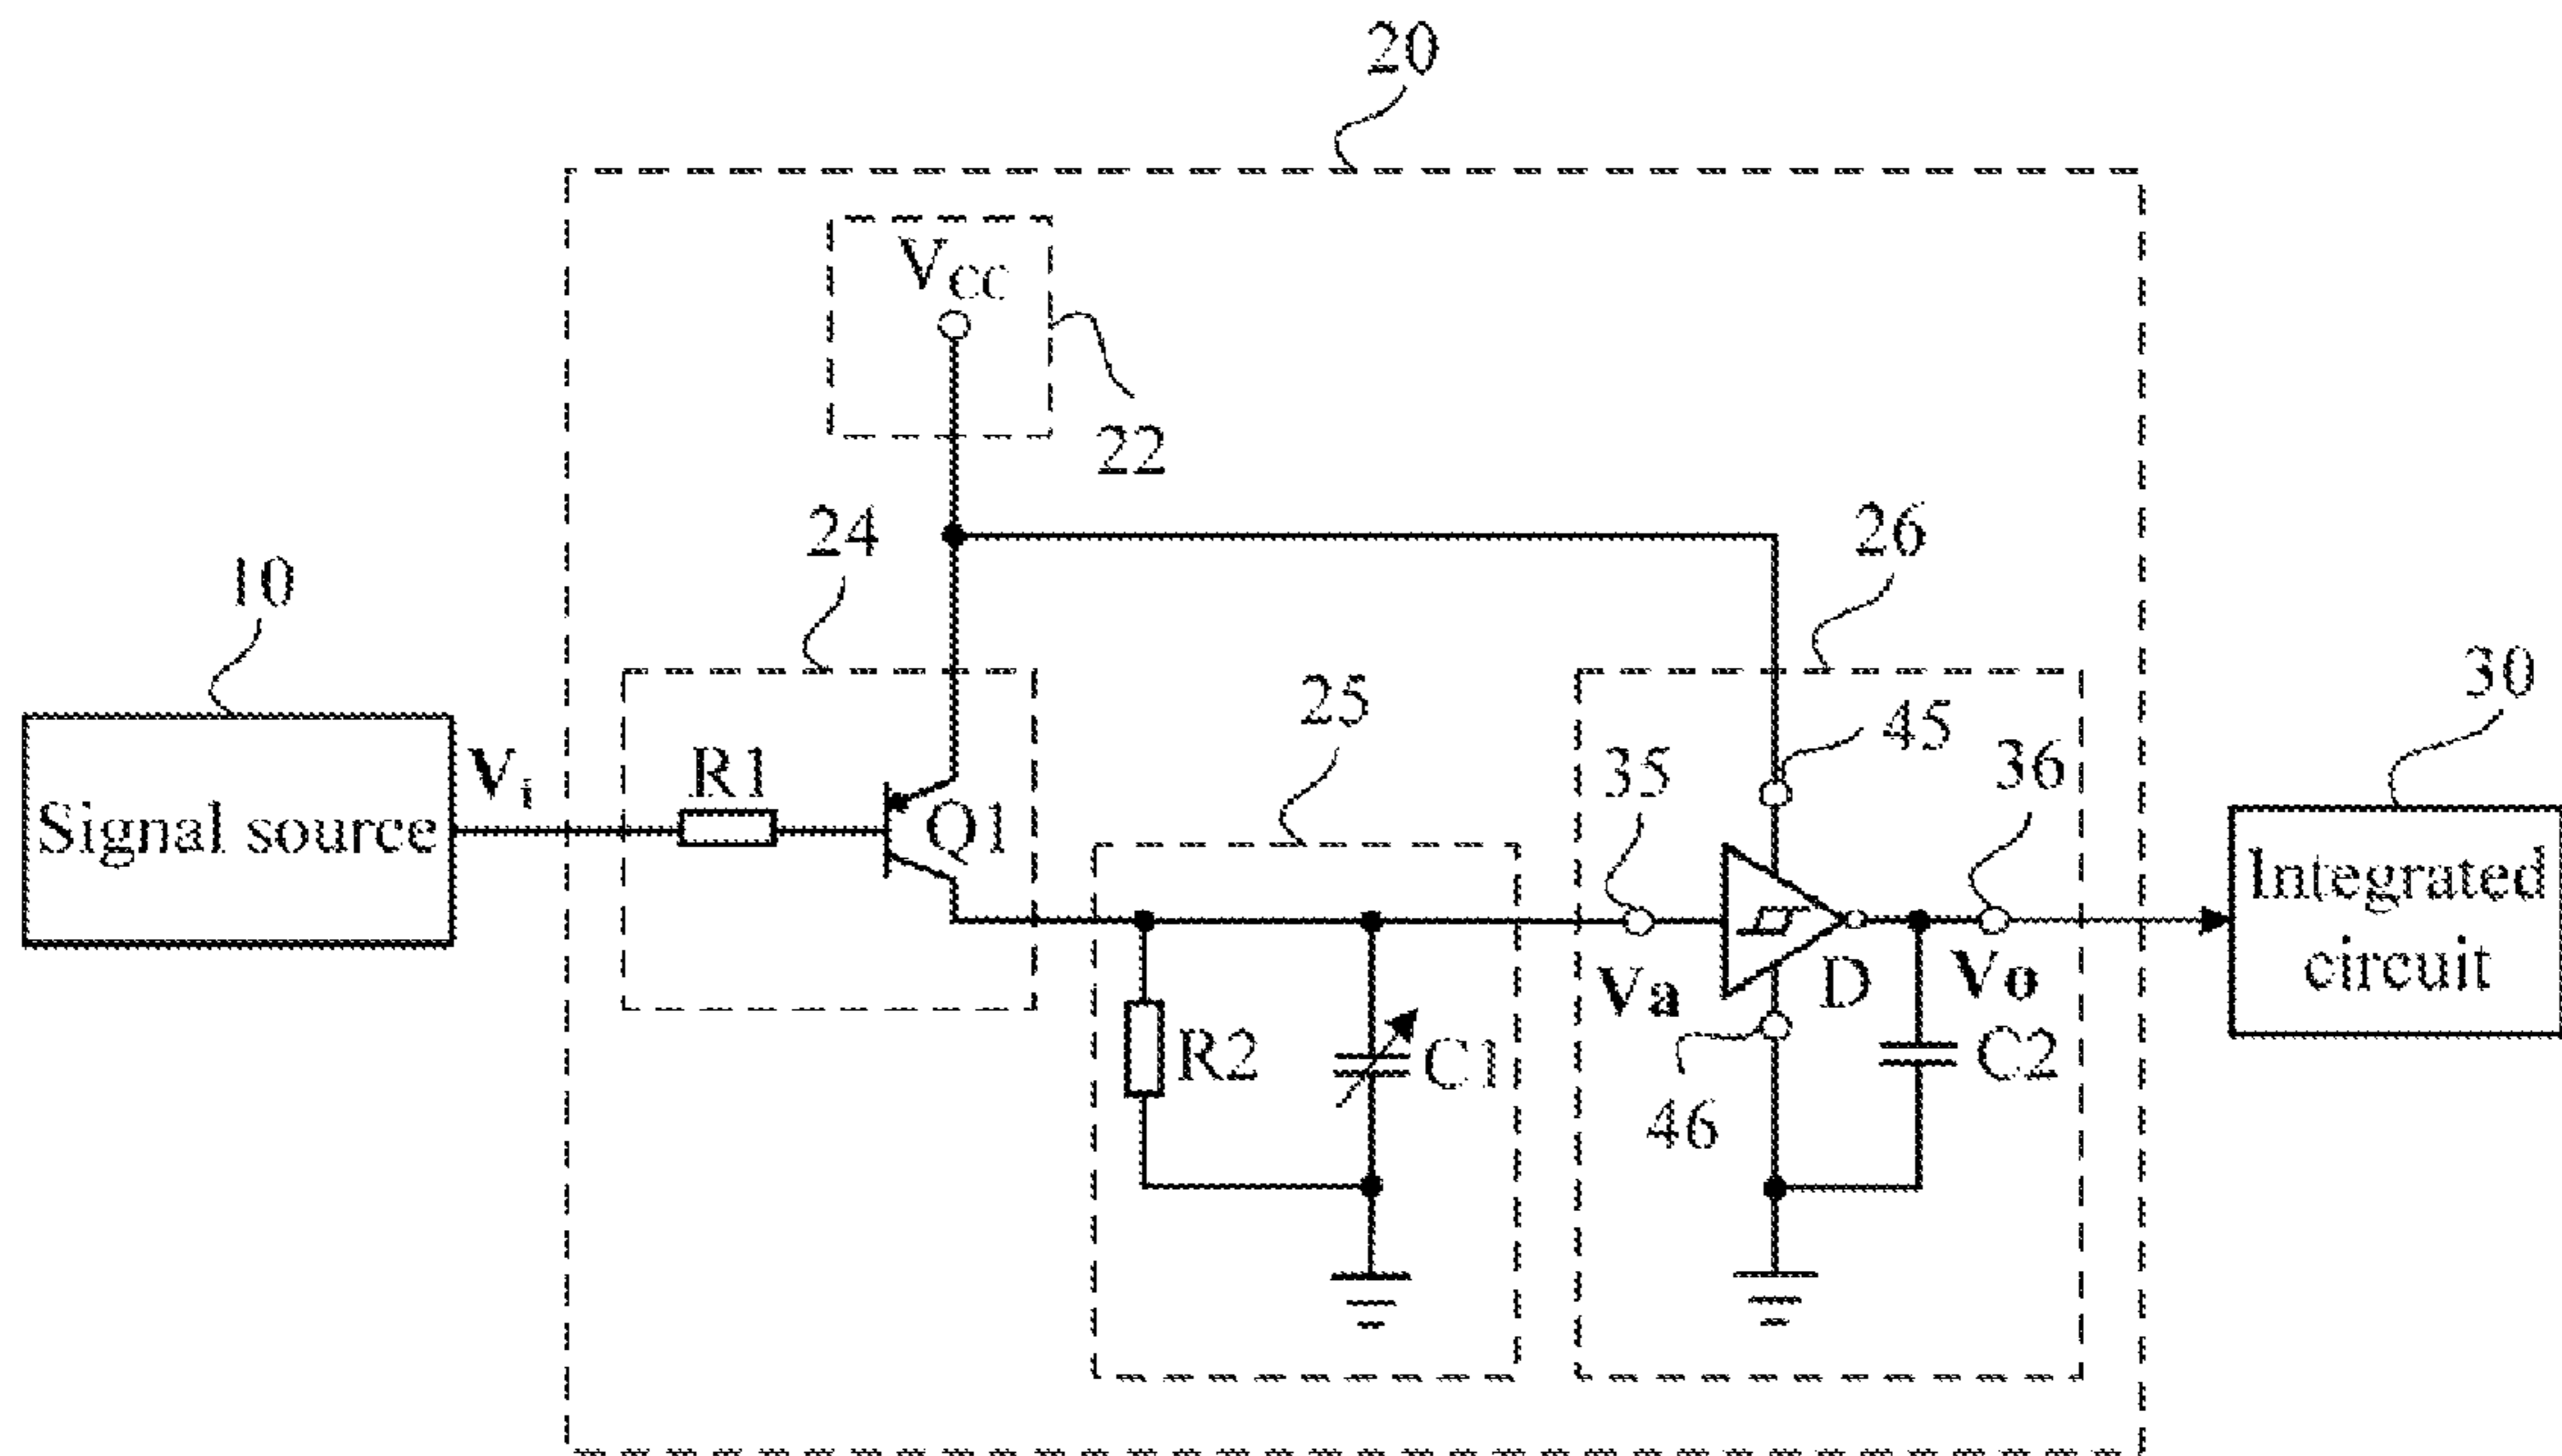 20
V_CC
22
24
26
10
30
25
45
36
35
R1
Vi
Q1
Signal source
Integrated
circuit
Va
D
Vo
R2
C1
C2
46